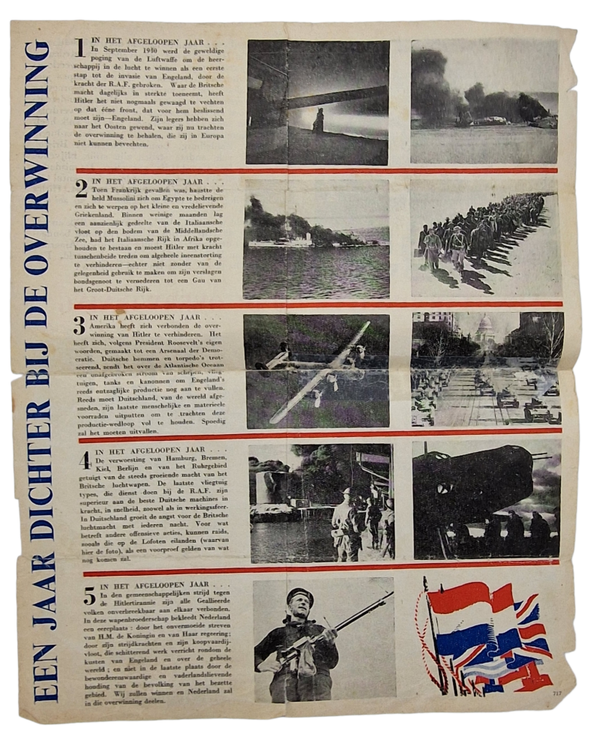 EEN JAAR DICHTER BIJ DE OVERWINNING
1 IN HET AFGELOOPEN JAAR . . .
In September 1940 werd de geweldige
poging van de Luftwaffe om de heer-
schappij in de lucht te winnen als een eerste
stap tot de invasie van Engeland, door de
kracht der R.A.F. gebroken. Waar de Britsche
macht dagelijks in sterkte toeneemt, heeft
Hitler het niet nogmaals gewaagd te vechten
op dat ééne front, dat voor hem beslissend
moet zijn—Engeland. Zijn legers hebben zich
naar het Oosten gewend, waar zij nu trachten
de overwinning te behalen, die zij in Europa
niet kunnen bevechten.
2 IN HET AFGELOOPEN JAAR . . .
Toen Frankrijk gevallen was, haastte de
held Mussolini zich om Egypte te bedreigen
en zich te werpen op het kleine en vredelievende
Griekenland. Binnen weinige maanden lag
een aanzienlijk gedeelte van de Italiaansche
vloot op den bodem van de Middellandsche
Zee, had het Italiaansche Rijk in Afrika opge-
houden te bestaan en moest Hitler met kracht
tusschenbeide treden om algeheele ineenstorting
te verhinderen—echter niet zonder van de
gelegenheid gebruik te maken om zijn verslagen
bondgenoot te vernederen tot een Gau van
het Groot-Duitsche Rijk.
3 IN HET AFGELOOPEN JAAR . . .
Amerika heeft zich verbonden de over-
winning van Hitler te verhinderen. Het
heeft zich, volgens President Roosevelt's eigen
woorden, gemaakt tot een Arsenaal der Demo-
cratie. Duitsche bommen en torpedo's trot-
seerend, zendt het over de Atlantische Oceaan
een onafgebroken stroom van schepen, vlieg-
tuigen, tanks en kanonnen om Engeland's
reeds reusachtige productie nog aan te vullen.
Reeds moet Duitschland, van de wereld afge-
sneden, zijn laatste menschelijke en materieele
voorraden uitputten om te trachten deze
productie-wedloop vol te houden. Spoedig
zal het moeten uitvallen.
4 IN HET AFGELOOPEN JAAR . . .
De verwoesting van Hamburg, Bremen,
Kiel, Berlijn en van het Ruhrgebied
getuigt van de steeds groeiende macht van het
Britsche luchtwapen. De laatste vliegtuig
types, die dienst doen bij de R.A.F. zijn
superieur aan de beste Duitsche machines in
kracht, in snelheid, zoowel als in werkingssfeer.
In Duitschland groeit de angst voor de Britsche
luchtmacht met iederen nacht. Voor wat
betreft andere offensieve acties, kunnen raids,
zooals die op de Lofoten eilanden (waarvan
hier de foto), als een voorproef gelden van wat
nog komen zal.
5 IN HET AFGELOOPEN JAAR . . .
In den gemeenschappelijken strijd tegen
de Hitlertirannie zijn alle Geallieerde
volken onverbreekbaar aan elkaar verbonden.
In deze wapenbroederschap bekleedt Nederland
een eereplaats: door het onvermoeide streven
van H.M. de Koningin en van Haar regeering;
door zijn strijdkrachten en zijn koopvaardij-
vloot, die schitterend werk verricht rondom de
kusten van Engeland en over de geheele
wereld; en niet in de laatste plaats door de
bewonderenswaardige en vaderlandslievende
houding van de bevolking van het bezette
gebied. Wij zullen winnen en Nederland zal
in die overwinning deelen.
717